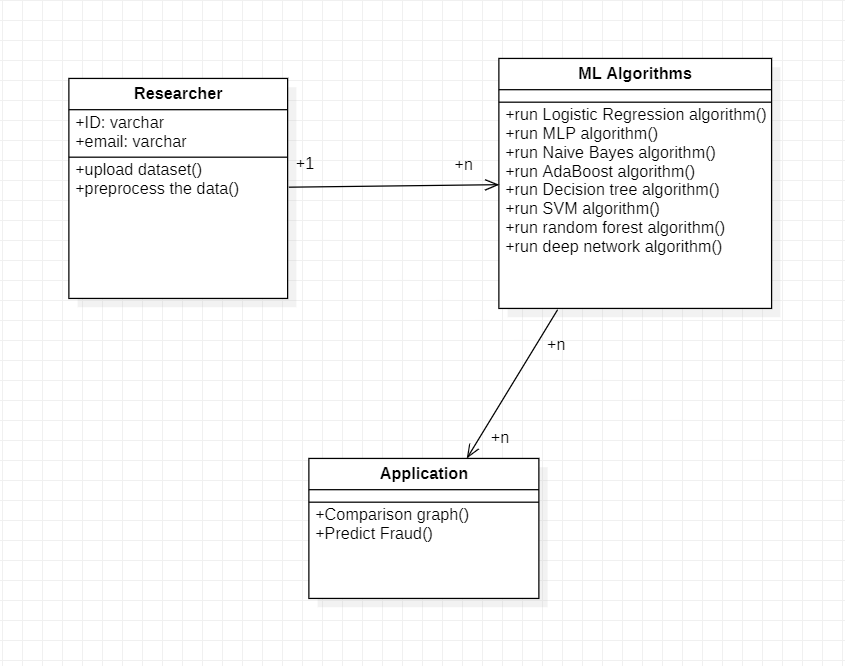 Researcher
+ID: varchar
+email: varchar
+upload dataset()
+preprocess the data()
+1
+n
ML Algorithms
+run Logistic Regression algorithm()
+run MLP algorithm()
+run Naive Bayes algorithm()
+run AdaBoost algorithm()
+run Decision tree algorithm()
+run SVM algorithm()
+run random forest algorithm()
+run deep network algorithm()
+n
+n
Application
+Comparison graph()
+Predict Fraud()